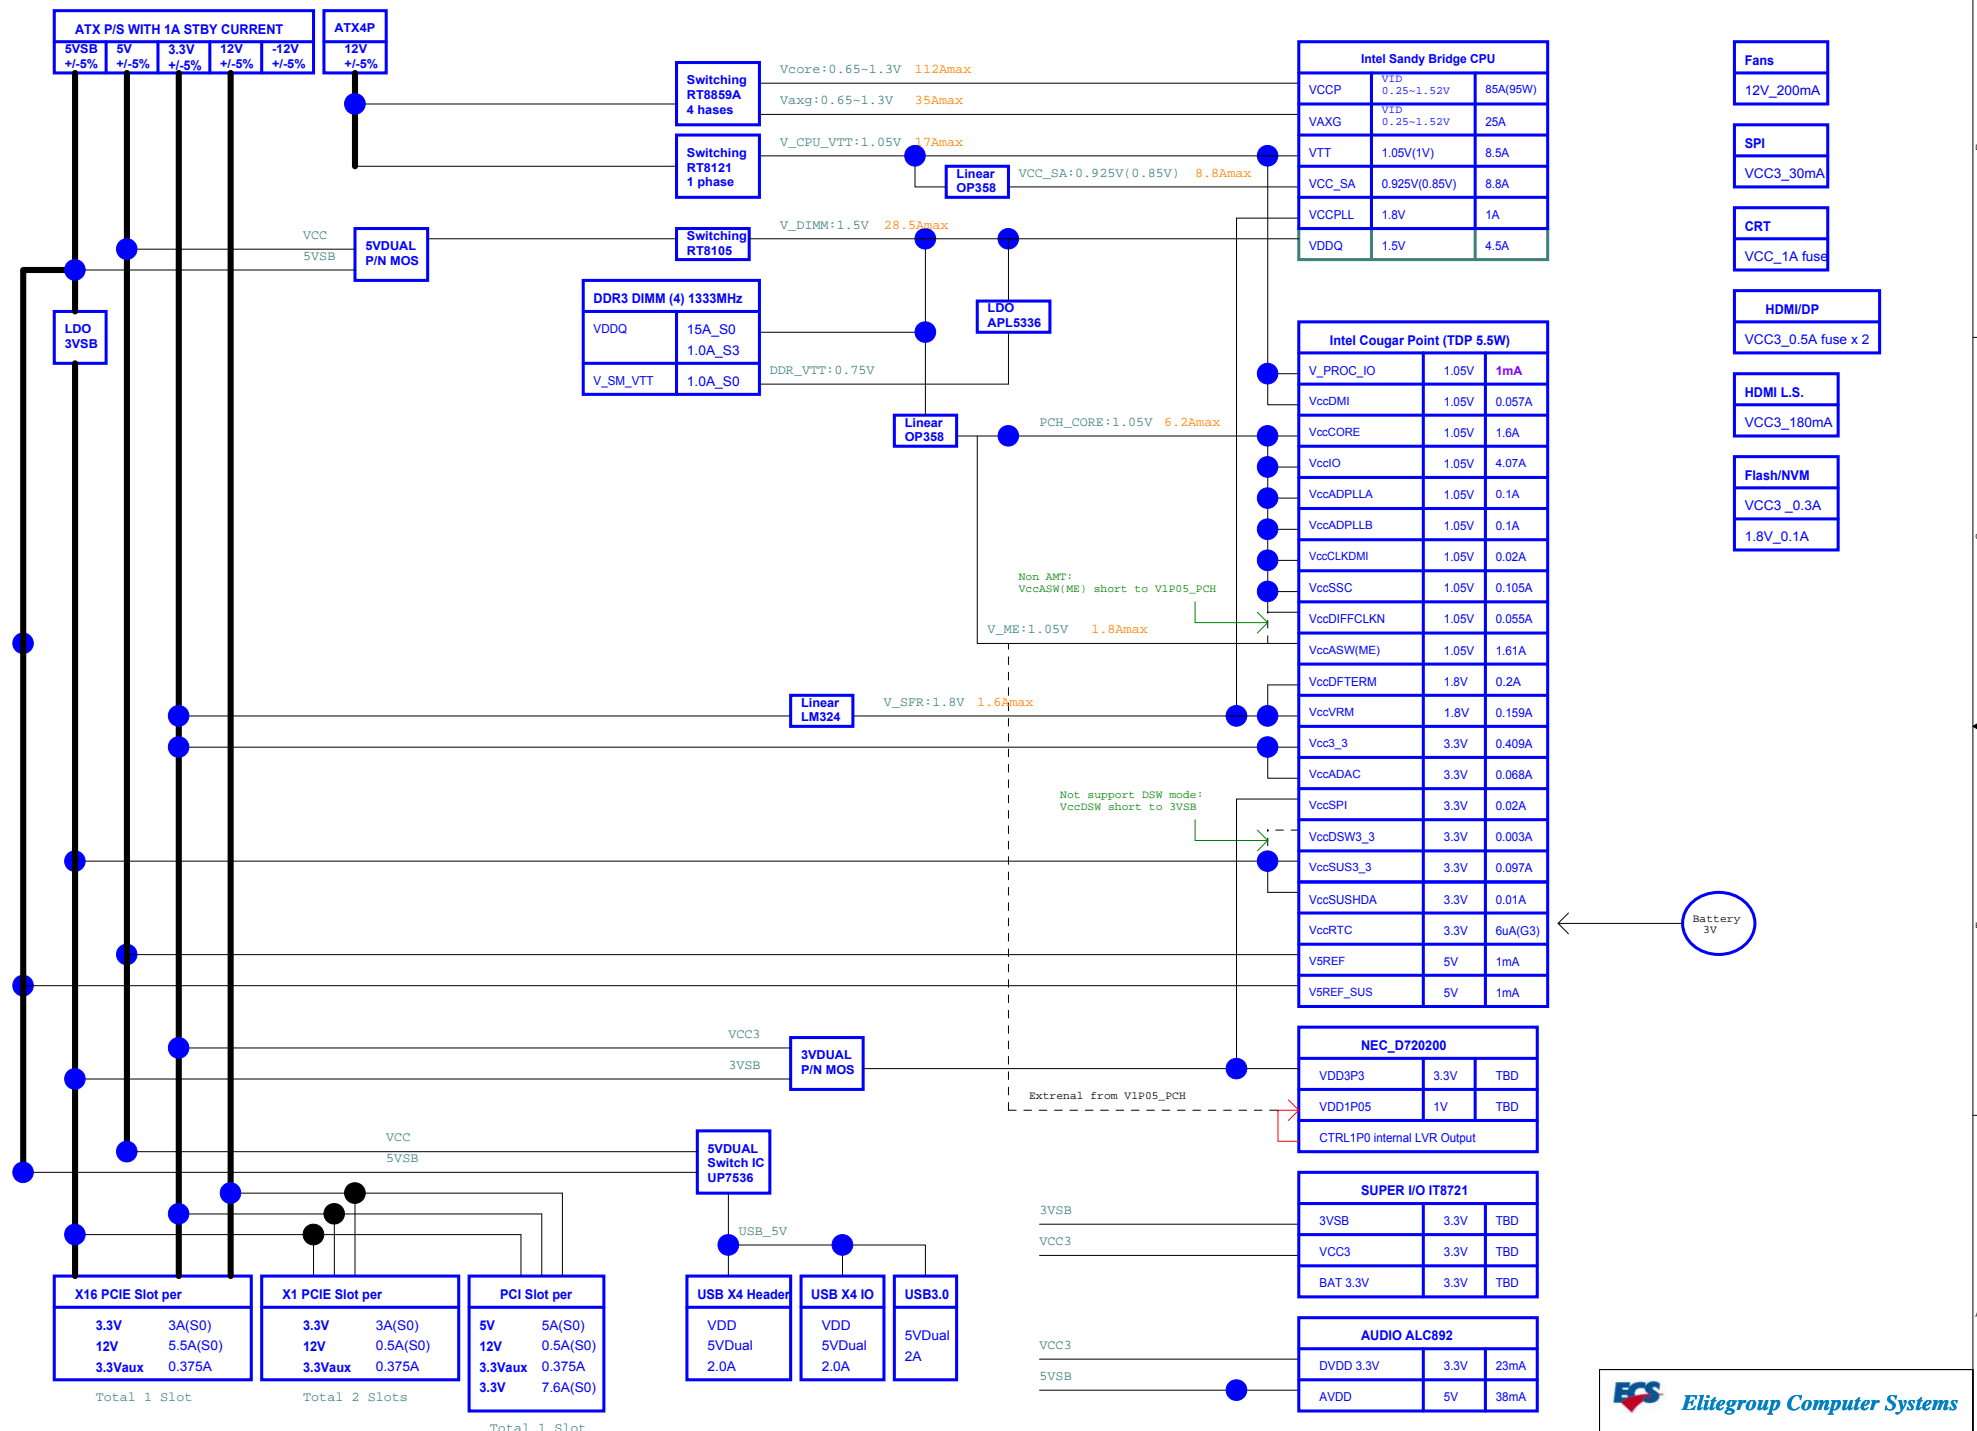 ATX P/S WITH 1A STBY CURRENT
5VSB +/-5%
5V +/-5%
3.3V +/-5%
12V +/-5%
-12V +/-5%
ATX4P
12V +/-5%
Switching
RT8859A
4 hases
Vcore:0.65~1.3V 112Amax
Vaxg:0.65~1.3V 35Amax
Switching
RT8121
1 phase
V_CPU_VTT:1.05V 17Amax
Linear
OP358
VCC_SA:0.925V(0.85V) 8.8Amax
VCC
5VSB
5VDUAL
P/N MOS
Switching
RT8105
V_DIMM:1.5V 28.5Amax
LDO
3VSB
DDR3 DIMM (4) 1333MHz
VDDQ 15A_S0
1.0A_S3
V_SM_VTT 1.0A_S0
DDR_VTT:0.75V
LDO
APL5336
Linear
OP358
PCH_CORE:1.05V 6.2Amax
Intel Sandy Bridge CPU
VCCP VID 0.25~1.52V 85A(95W)
VAXG VID 0.25~1.52V 25A
VTT 1.05V(1V) 8.5A
VCC_SA 0.925V(0.85V) 8.8A
VCCPLL 1.8V 1A
VDDQ 1.5V 4.5A
Intel Cougar Point (TDP 5.5W)
V_PROC_IO 1.05V 1mA
VccDMI 1.05V 0.057A
VccCORE 1.05V 1.6A
VccIO 1.05V 4.07A
VccADPLLA 1.05V 0.1A
VccADPLLB 1.05V 0.1A
VccCLKDMI 1.05V 0.02A
VccSSC 1.05V 0.105A
VccDIFFCLKN 1.05V 0.055A
VccASW(ME) 1.05V 1.61A
VccDFTERM 1.8V 0.2A
VccVRM 1.8V 0.159A
Vcc3_3 3.3V 0.409A
VccADAC 3.3V 0.068A
VccSPI 3.3V 0.02A
VccDSW3_3 3.3V 0.003A
VccSUS3_3 3.3V 0.097A
VccSUSHDA 3.3V 0.01A
VccRTC 3.3V 6uA(G3)
V5REF 5V 1mA
V5REF_SUS 5V 1mA
Non AMT:
VccASW(ME) short to V1P05_PCH
V_ME:1.05V 1.8Amax
Linear
LM324
V_SFR:1.8V 1.6Amax
Not support DSW mode:
VccDSW short to 3VSB
Battery
3V
VCC3
3VSB
3VDUAL
P/N MOS
Extrenal from V1P05_PCH
NEC_D720200
VDD3P3 3.3V TBD
VDD1P05 1V TBD
CTRL1P0 internal LVR Output
VCC
5VSB
5VDUAL
Switch IC
UP7536
USB_5V
3VSB
VCC3
SUPER I/O IT8721
3VSB 3.3V TBD
VCC3 3.3V TBD
BAT 3.3V 3.3V TBD
VCC3
5VSB
AUDIO ALC892
DVDD 3.3V 3.3V 23mA
AVDD 5V 38mA
X16 PCIE Slot per
3.3V 3A(S0)
12V 5.5A(S0)
3.3Vaux 0.375A
Total 1 Slot
X1 PCIE Slot per
3.3V 3A(S0)
12V 0.5A(S0)
3.3Vaux 0.375A
Total 2 Slots
PCI Slot per
5V 5A(S0)
12V 0.5A(S0)
3.3Vaux 0.375A
3.3V 7.6A(S0)
Total 1 Slot
USB X4 Header
VDD
5VDual
2.0A
USB X4 IO
VDD
5VDual
2.0A
USB3.0
5VDual
2A
Fans
12V_200mA
SPI
VCC3_30mA
CRT
VCC_1A fuse
HDMI/DP
VCC3_0.5A fuse x 2
HDMI L.S.
VCC3_180mA
Flash/NVM
VCC3 _0.3A
1.8V_0.1A
ECS
Elitegroup Computer Systems